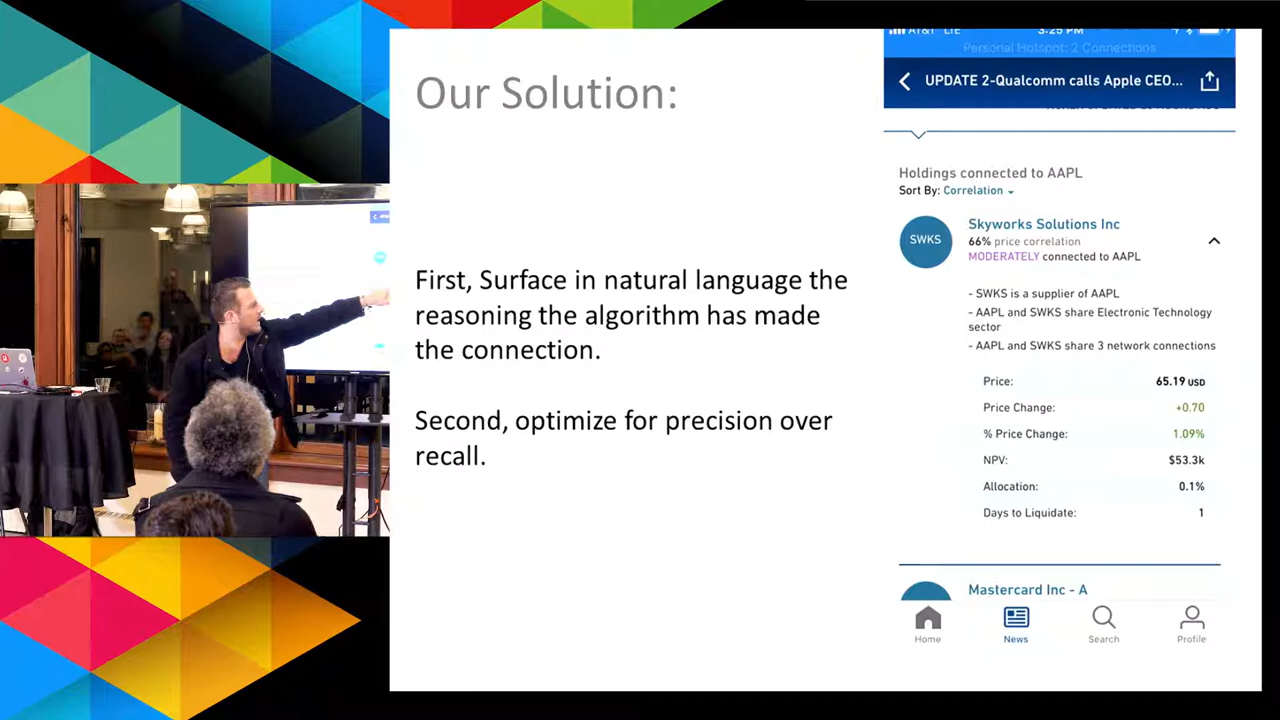 Our Solution:
First, Surface in natural language the
reasoning the algorithm has made
the connection.
Second, optimize for precision over
recall.
AT&T LTE
3:25 PM
Personal Hotspot: 2 Connections
UPDATE 2-Qualcomm calls Apple CEO...
Holdings connected to AAPL
Sort By: Correlation
SWKS
Skyworks Solutions Inc
66% price correlation
MODERATELY connected to AAPL
- SWKS is a supplier of AAPL
- AAPL and SWKS share Electronic Technology
sector
- AAPL and SWKS share 3 network connections
Price: 65.19 USD
Price Change: +0.70
% Price Change: 1.09%
NPV: $53.3k
Allocation: 0.1%
Days to Liquidate: 1
Mastercard Inc - A
Home
News
Search
Profile